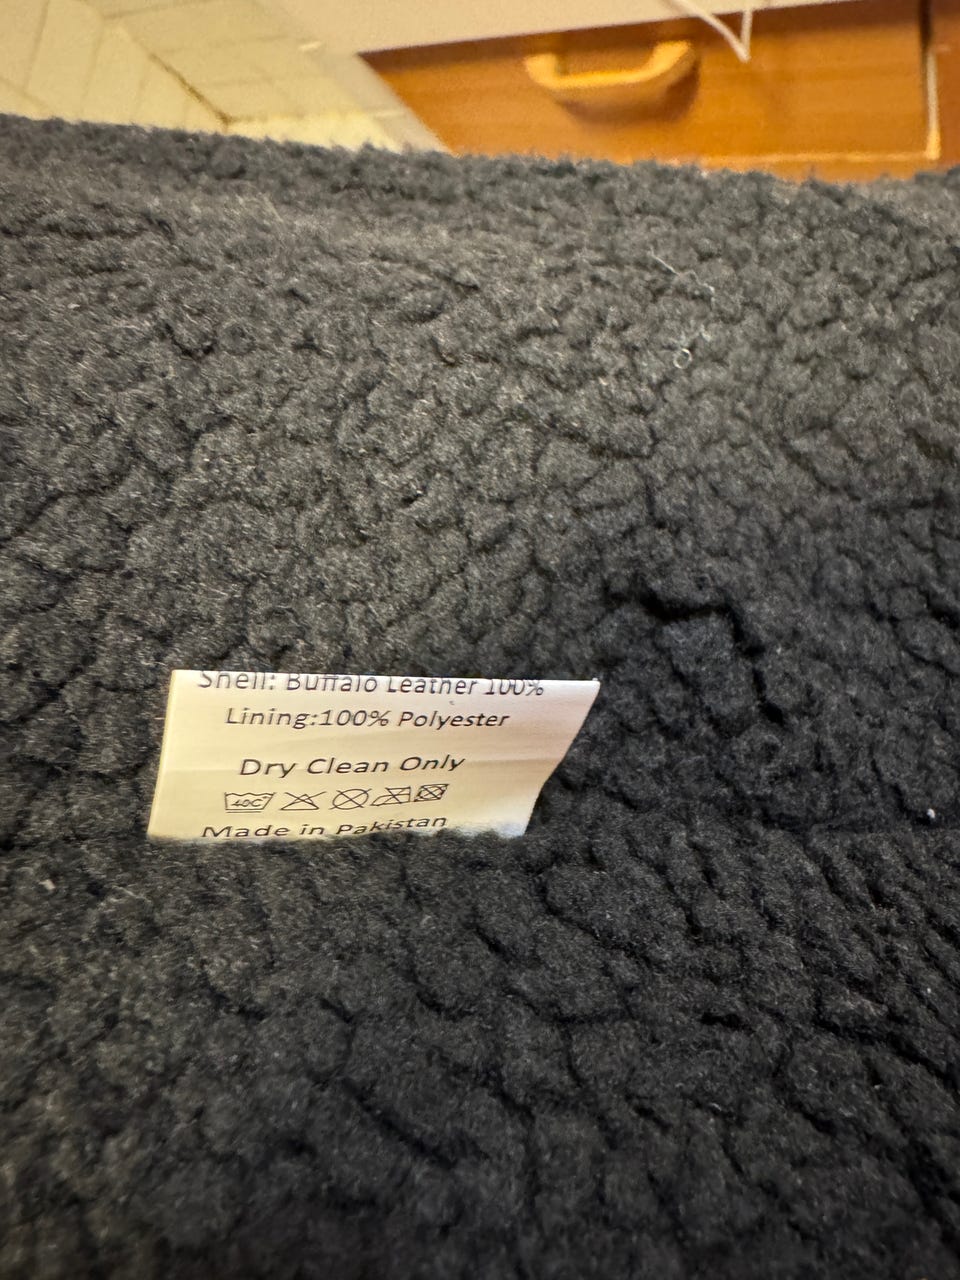 Shell: Buffalo Leather 100%
Lining:100% Polyester
Dry Clean Only
40C
Made in Pakistan